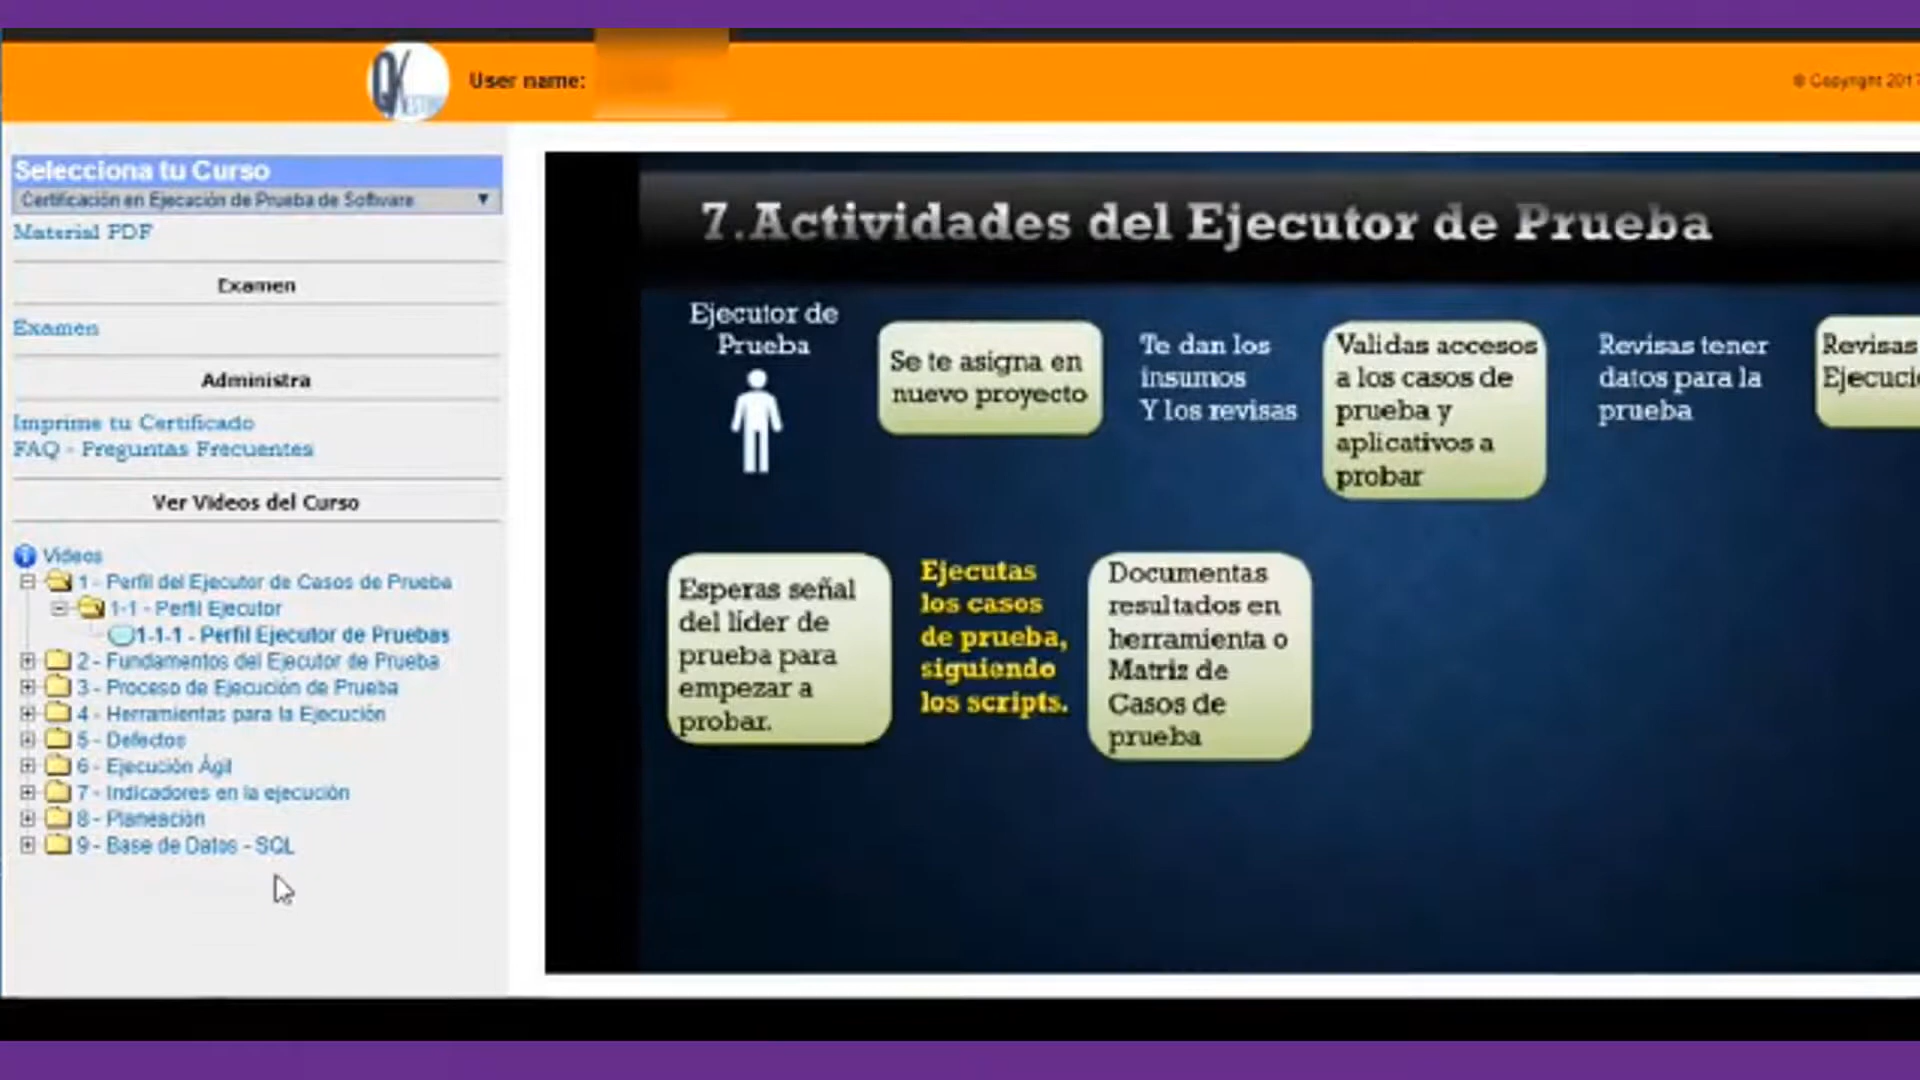 User name:
© Copyright 2017
Selecciona tu Curso
Certificación en Ejecación de Prueba de Software
Material PDF
Examen
Examen
Administra
Imprime tu Certificado
FAQ - Preguntas Frecuentes
Ver Videos del Curso
Videos
1 - Perfil del Ejecutor de Casos de Prueba
1-1 - Perfil Ejecutor
1-1-1 - Perfil Ejecutor de Pruebas
2 - Fundamentos del Ejecutor de Prueba
3 - Proceso de Ejecución de Prueba
4 - Herramientas para la Ejecución
5 - Defectos
6 - Ejecución Ágil
7 - Indicadores en la ejecución
8 - Planeación
9 - Base de Datos - SQL
7.Actividades del Ejecutor de Prueba
Ejecutor de
Prueba
Se te asigna en
nuevo proyecto
Te dan los
insumos
Y los revisas
Validas accesos
a los casos de
prueba y
aplicativos a
probar
Revisas tener
datos para la
prueba
Revisas
Esperas señal
del líder de
prueba para
empezar a
probar.
Ejecutas
los casos
de prueba,
siguiendo
los scripts.
Documentas
resultados en
herramienta o
Matriz de
Casos de
prueba